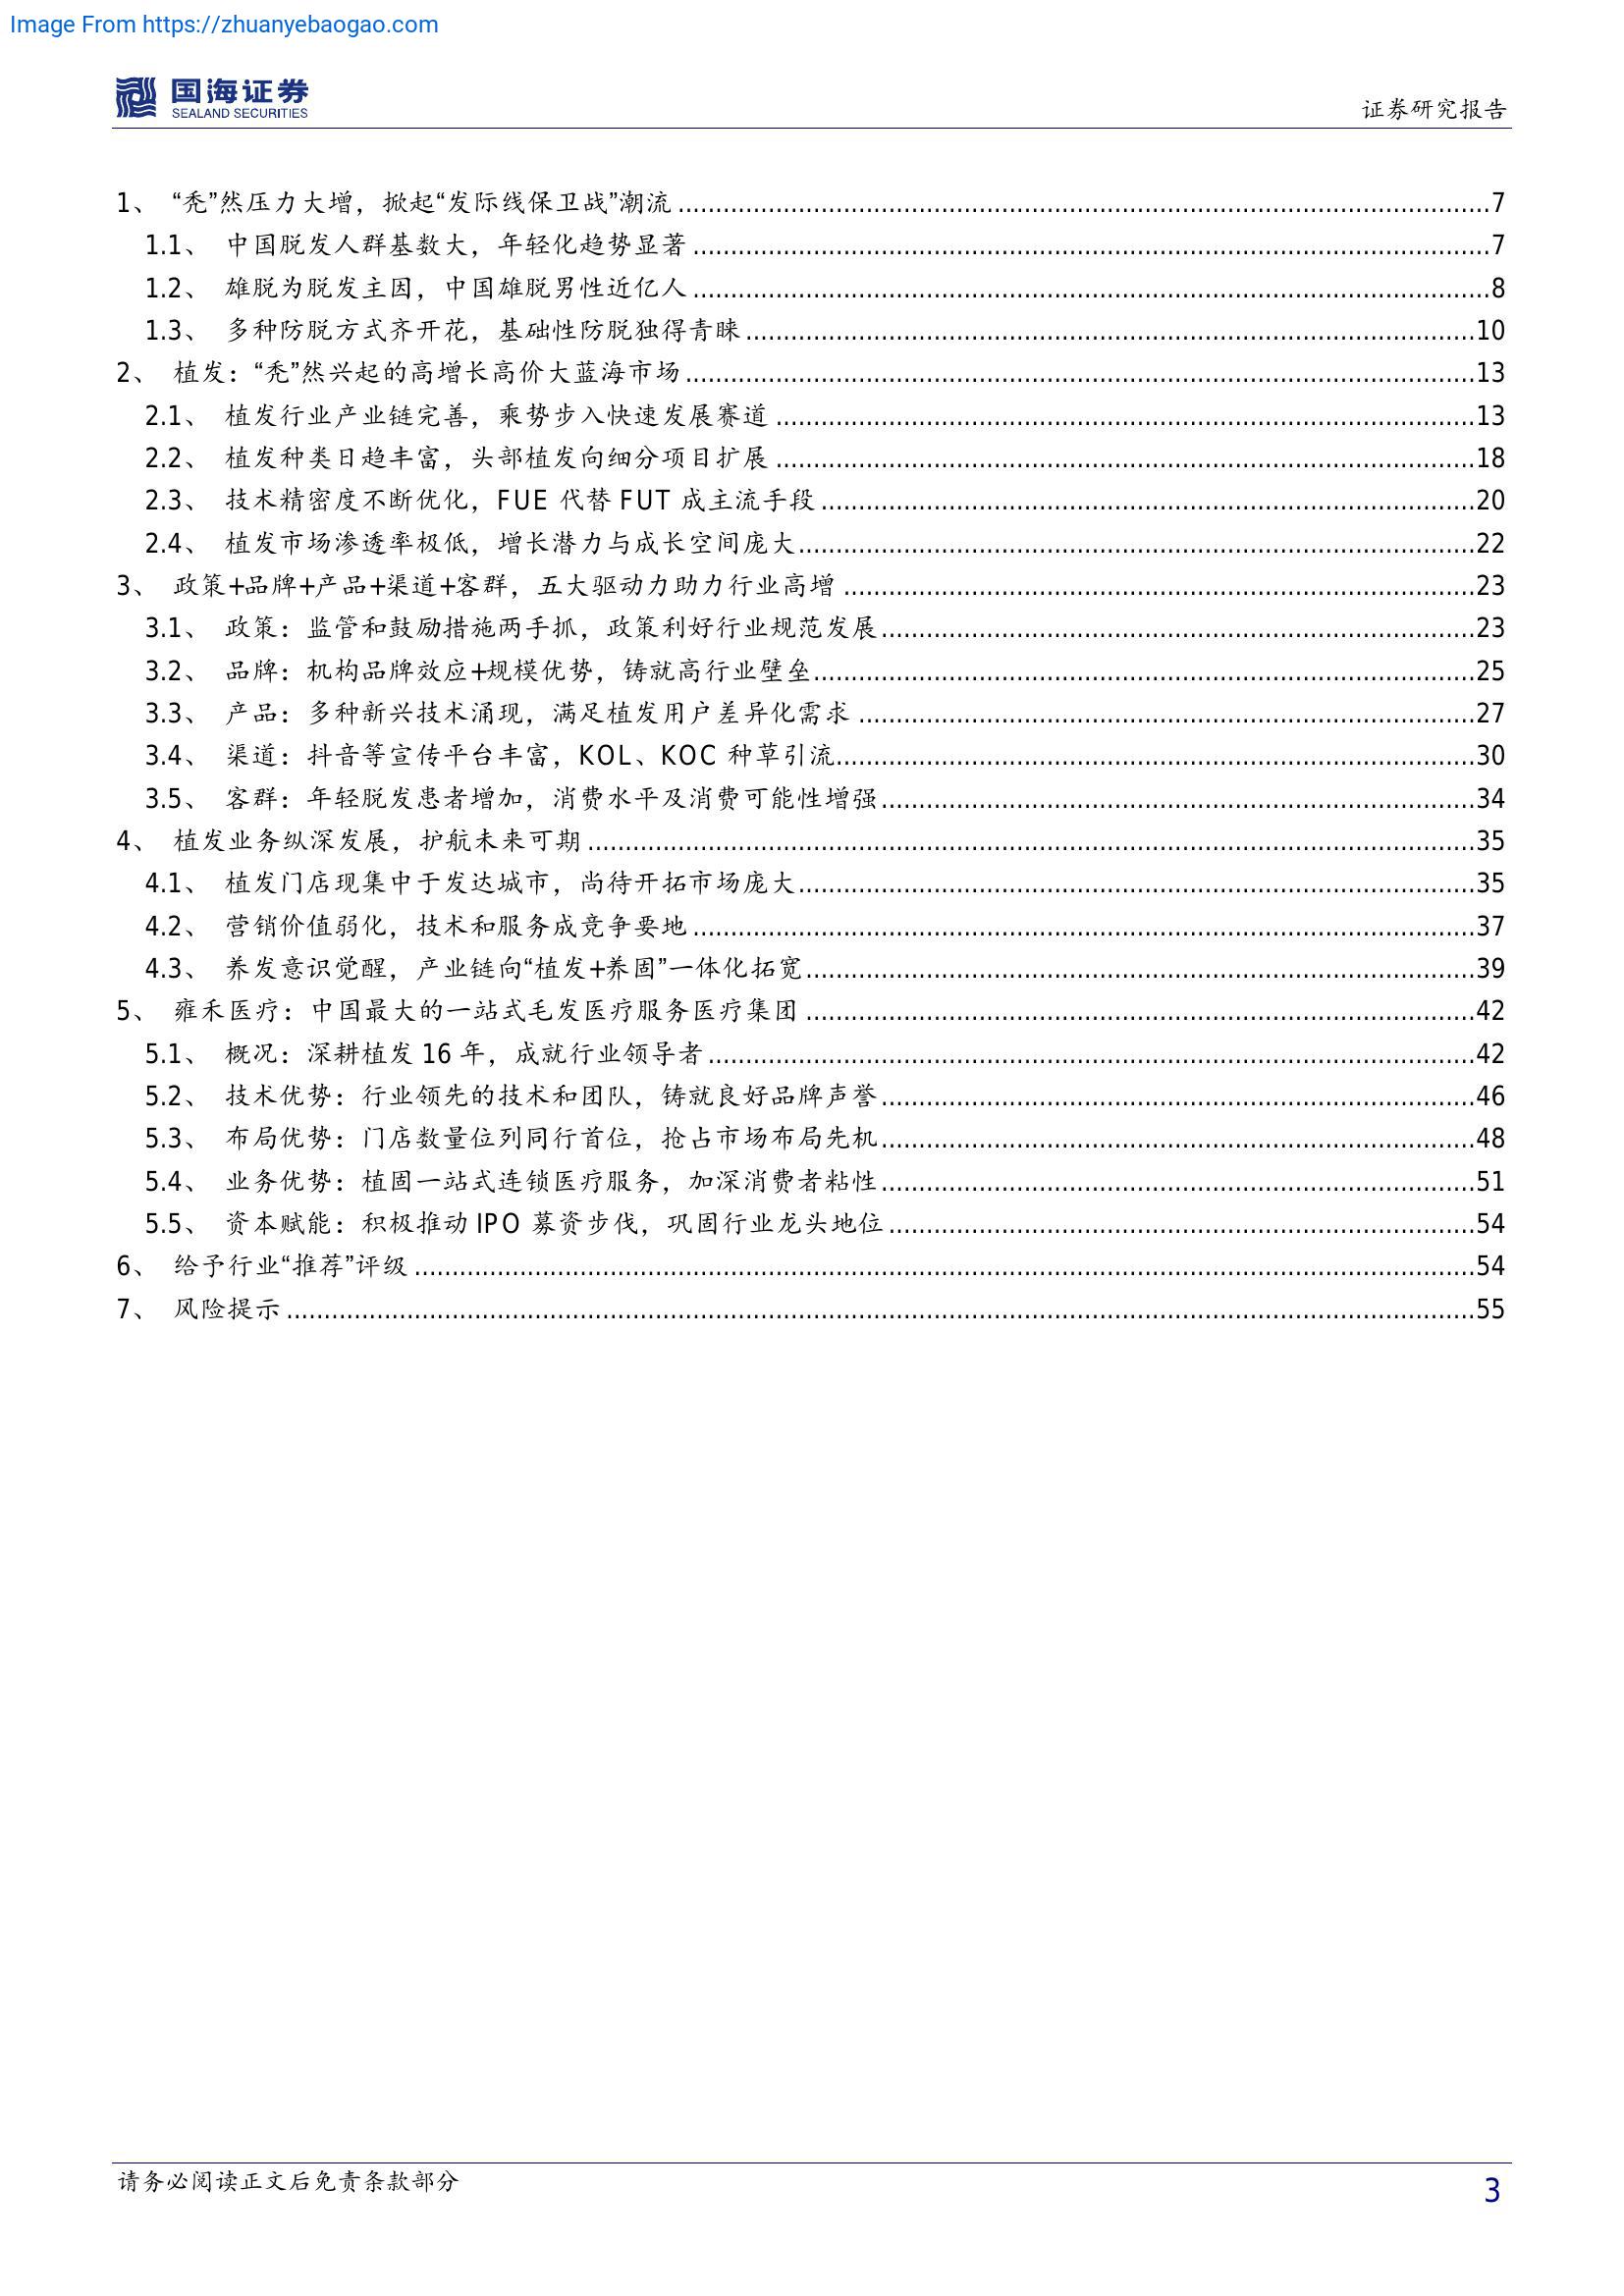 Image From https://zhuanyebaogao.com
国海证券
SEALAND SECURITIES
证券研究报告
1、 “秃”然压力大增，掀起“发际线保卫战”潮流 ........ 7
1.1、 中国脱发人群基数大，年轻化趋势显著 ........ 7
1.2、 雄脱为脱发主因，中国雄脱男性近亿人 ........ 8
1.3、 多种防脱方式齐开花，基础性防脱独得青睐 ........ 10
2、 植发：“秃”然兴起的高增长高价大蓝海市场 ........ 13
2.1、 植发行业产业链完善，乘势步入快速发展赛道 ........ 13
2.2、 植发种类日趋丰富，头部植发向细分项目扩展 ........ 18
2.3、 技术精密度不断优化，FUE 代替 FUT 成主流手段 ........ 20
2.4、 植发市场渗透率极低，增长潜力与成长空间庞大 ........ 22
3、 政策+品牌+产品+渠道+客群，五大驱动力助力行业高增 ........ 23
3.1、 政策：监管和鼓励措施两手抓，政策利好行业规范发展 ........ 23
3.2、 品牌：机构品牌效应+规模优势，铸就高行业壁垒 ........ 25
3.3、 产品：多种新兴技术涌现，满足植发用户差异化需求 ........ 27
3.4、 渠道：抖音等宣传平台丰富，KOL、KOC 种草引流 ........ 30
3.5、 客群：年轻脱发患者增加，消费水平及消费可能性增强 ........ 34
4、 植发业务纵深发展，护航未来可期 ........ 35
4.1、 植发门店现集中于发达城市，尚待开拓市场庞大 ........ 35
4.2、 营销价值弱化，技术和服务成竞争要地 ........ 37
4.3、 养发意识觉醒，产业链向“植发+养固”一体化拓宽 ........ 39
5、 雍禾医疗：中国最大的一站式毛发医疗服务医疗集团 ........ 42
5.1、 概况：深耕植发 16 年，成就行业领导者 ........ 42
5.2、 技术优势：行业领先的技术和团队，铸就良好品牌声誉 ........ 46
5.3、 布局优势：门店数量位列同行首位，抢占市场布局先机 ........ 48
5.4、 业务优势：植固一站式连锁医疗服务，加深消费者粘性 ........ 51
5.5、 资本赋能：积极推动 IPO 募资步伐，巩固行业龙头地位 ........ 54
6、 给予行业“推荐”评级 ........ 54
7、 风险提示 ........ 55
请务必阅读正文后免责条款部分
3